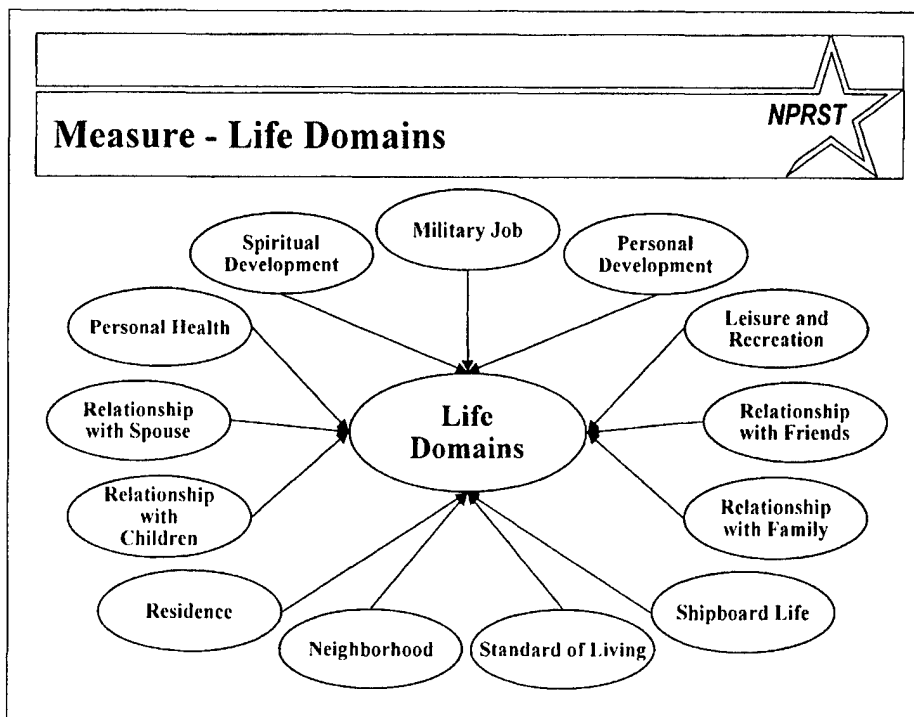 NPRST
Measure - Life Domains
Military Job
Spiritual
Development
Personal
Development
Personal Health
Leisure and
Recreation
Relationship
with Spouse
Life
Domains
Relationship
with Friends
Relationship
with
Children
Relationship
with Family
Residence
Shipboard Life
Neighborhood
Standard of Living